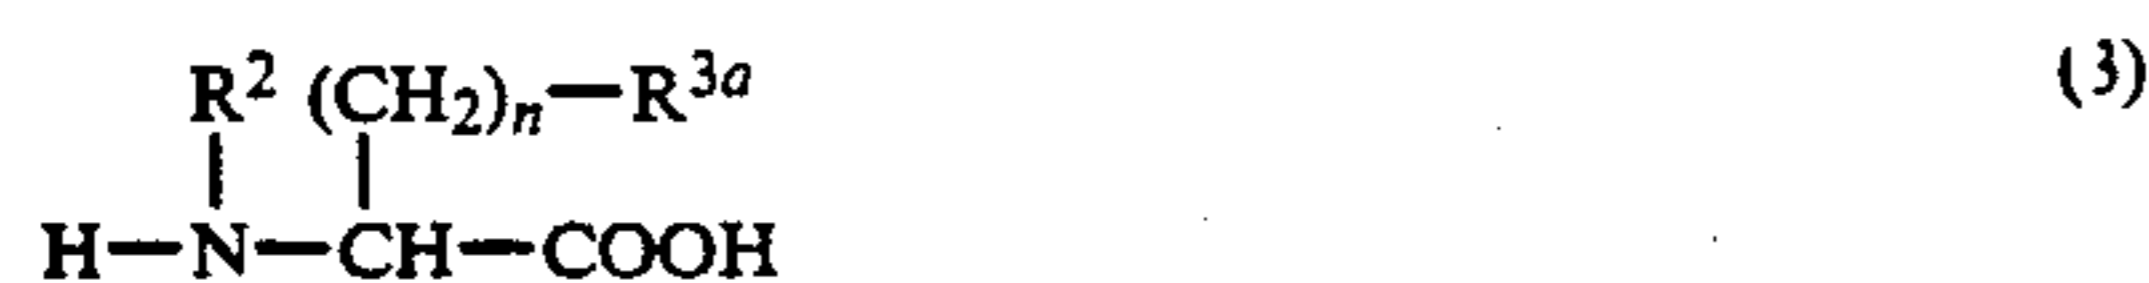 R² (CH₂)ₙ—R³ᵃ (3)
H—N—CH—COOH